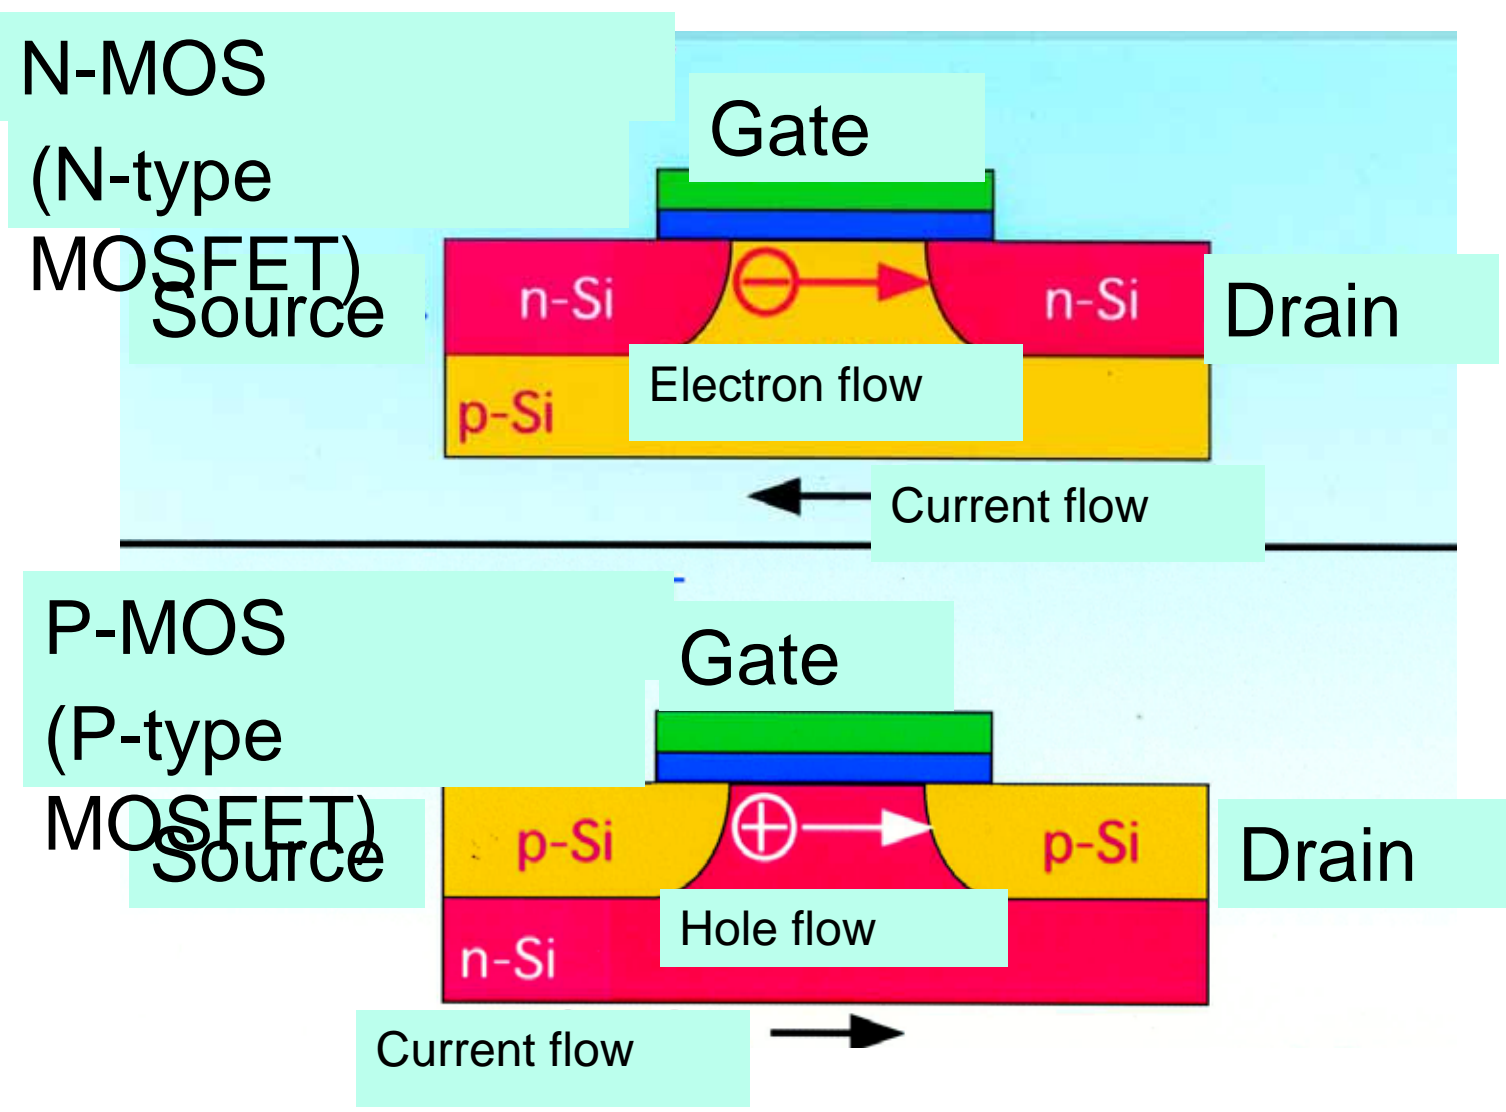 N-MOS
(N-type
MOSFET)
Gate
Source
n-Si
n-Si
Drain
Electron flow
p-Si
Current flow
P-MOS
(P-type
MOSFET)
Gate
Source
p-Si
p-Si
Drain
Hole flow
n-Si
Current flow